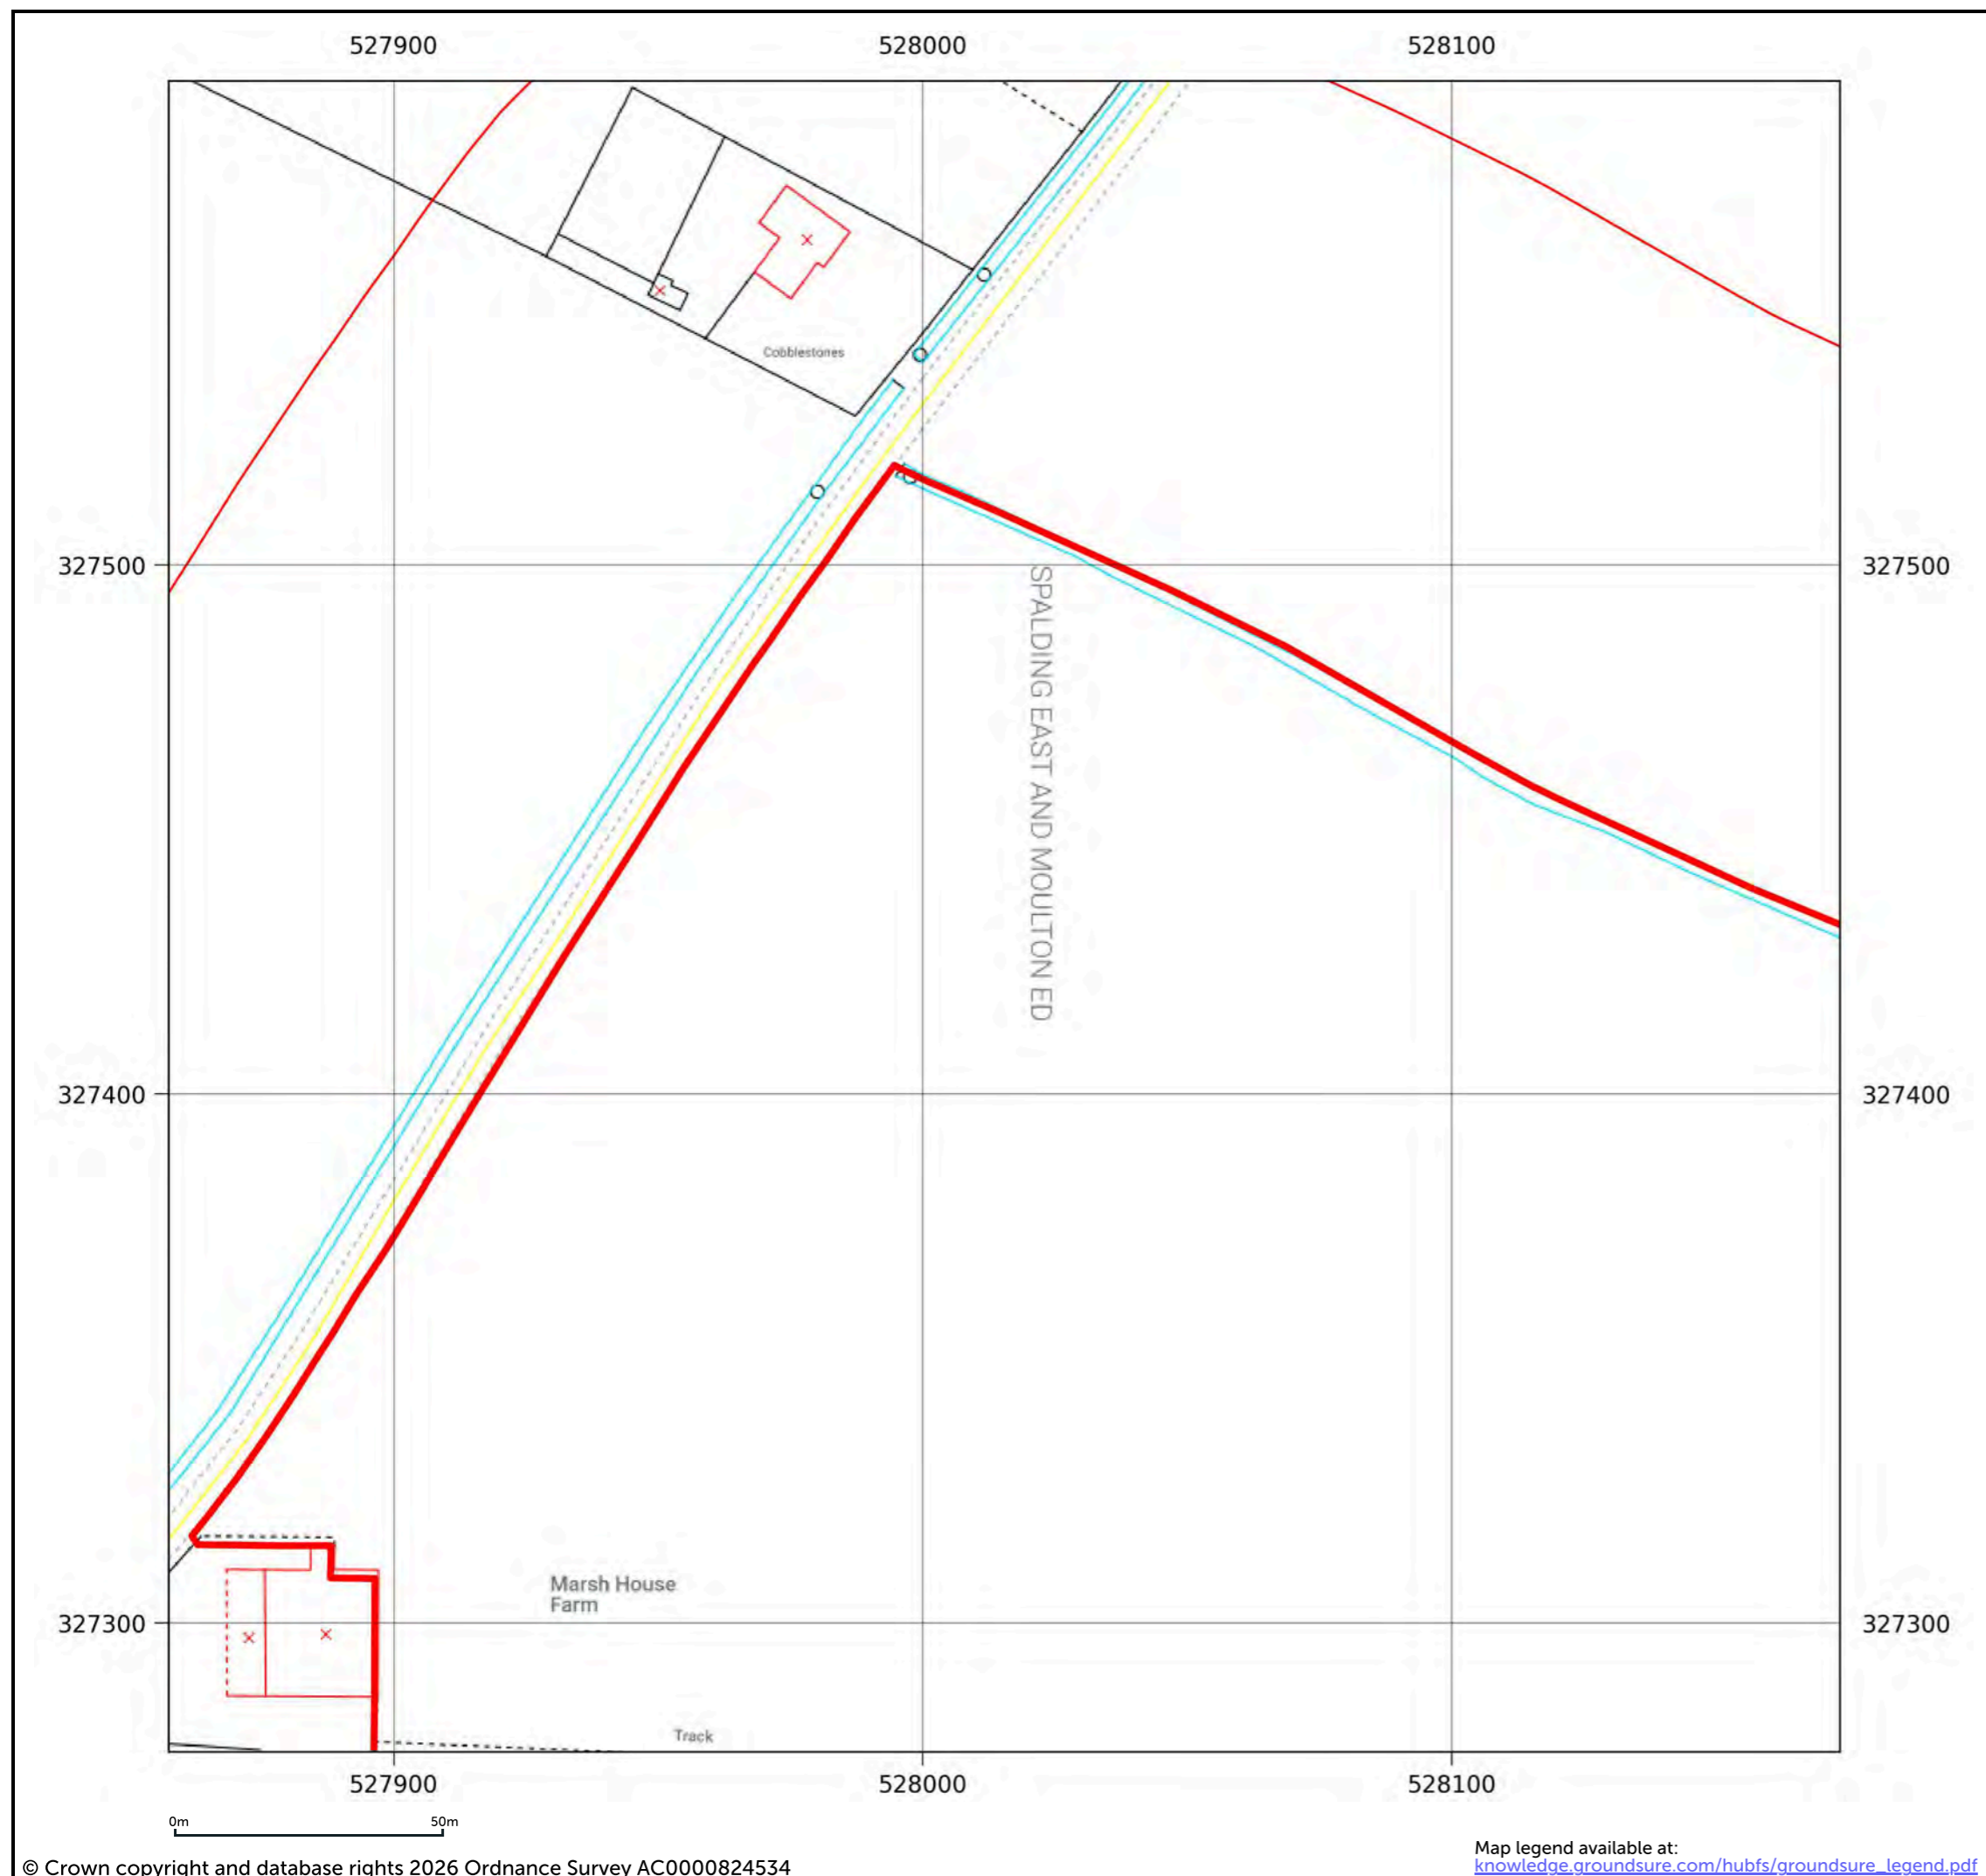 527900 528000 528100
Cobblestones
327500 327500
SPALDING EAST AND MOULTON ED
327400 327400
Marsh House
Farm
327300 327300
Track
527900 528000 528100
0m 50m
Map legend available at:
© Crown copyright and database rights 2026 Ordnance Survey AC0000824534
knowledge.groundsure.com/hubfs/groundsure_legend.pdf